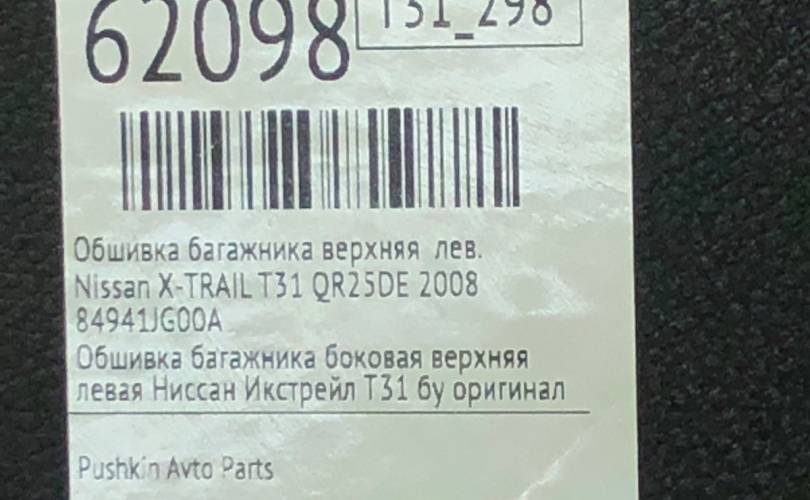 62098
T31_298
Обшивка багажника верхняя лев.
Nissan X-TRAIL T31 QR25DE 2008
84941JG00A
Обшивка багажника боковая верхняя
левая Ниссан Икстрейл Т31 бу оригинал
Pushkin Avto Parts